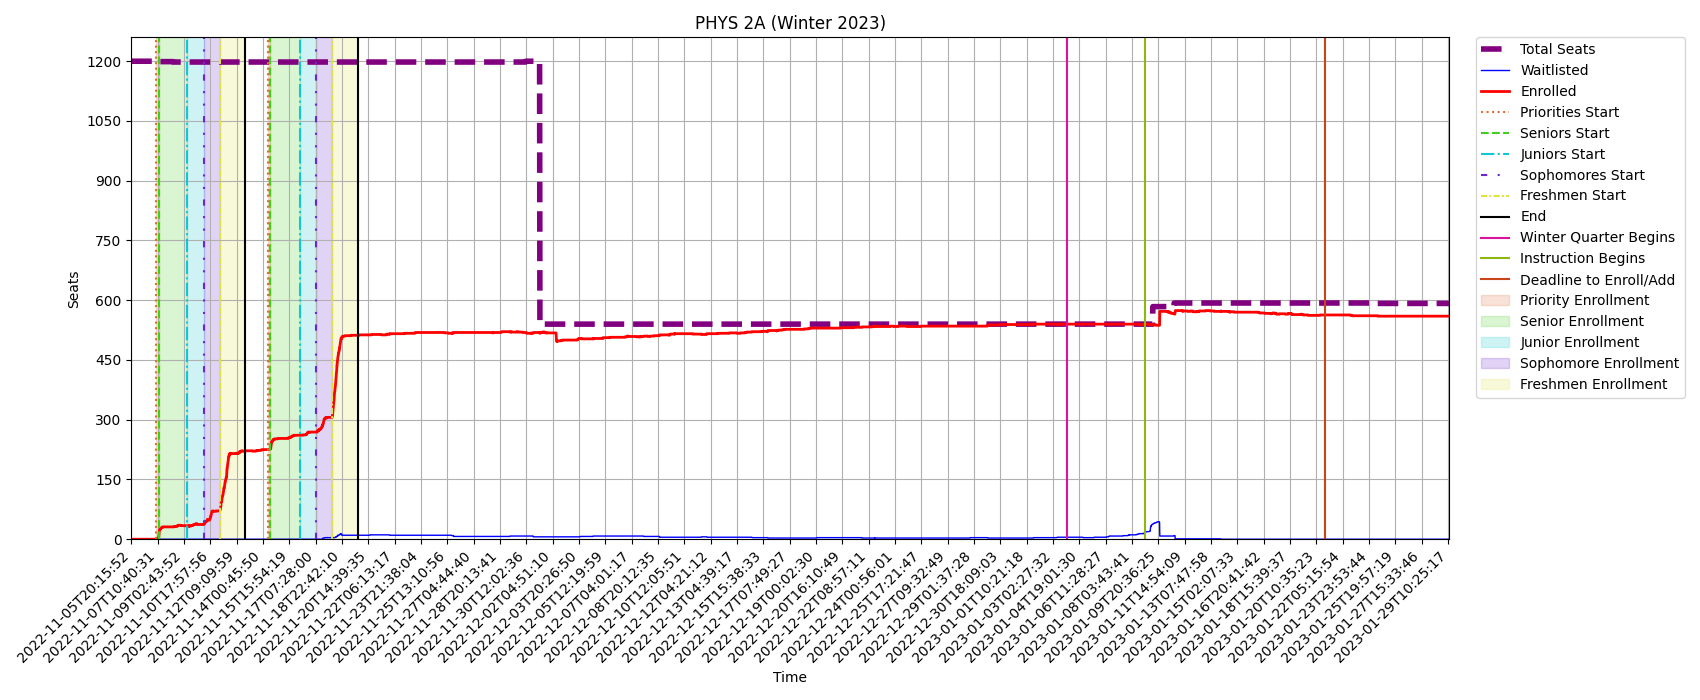 PHYS 2A (Winter 2023)
Seats
1200
1050
900
750
600
450
300
150
0
2022-11-05T20:15:52
2022-11-07T10:40:31
2022-11-09T02:43:52
2022-11-10T17:57:56
2022-11-12T09:09:59
2022-11-14T00:45:50
2022-11-15T15:54:19
2022-11-17T07:28:00
2022-11-18T22:42:10
2022-11-20T14:39:35
2022-11-22T06:13:17
2022-11-23T21:38:04
2022-11-25T13:10:56
2022-11-27T04:44:40
2022-11-28T20:13:41
2022-11-30T12:02:36
2022-12-02T04:51:10
2022-12-03T20:26:50
2022-12-05T12:19:59
2022-12-07T04:01:17
2022-12-08T20:12:35
2022-12-10T12:05:51
2022-12-12T04:21:12
2022-12-13T04:39:17
2022-12-15T15:38:33
2022-12-17T07:49:27
2022-12-19T00:02:30
2022-12-20T16:10:49
2022-12-22T08:57:11
2022-12-24T00:56:01
2022-12-25T17:21:47
2022-12-27T09:32:49
2022-12-29T01:37:28
2022-12-30T18:09:03
2023-01-01T10:21:18
2023-01-03T02:27:32
2023-01-04T19:01:30
2023-01-06T11:28:27
2023-01-08T03:43:41
2023-01-09T20:36:25
2023-01-11T14:54:09
2023-01-13T07:47:58
2023-01-15T02:07:33
2023-01-16T20:41:42
2023-01-18T15:39:37
2023-01-20T10:35:23
2023-01-22T05:15:54
2023-01-23T23:53:44
2023-01-25T19:57:19
2023-01-27T15:33:46
2023-01-29T10:25:17
Time
Total Seats
Waitlisted
Enrolled
Priorities Start
Seniors Start
Juniors Start
Sophomores Start
Freshmen Start
End
Winter Quarter Begins
Instruction Begins
Deadline to Enroll/Add
Priority Enrollment
Senior Enrollment
Junior Enrollment
Sophomore Enrollment
Freshmen Enrollment